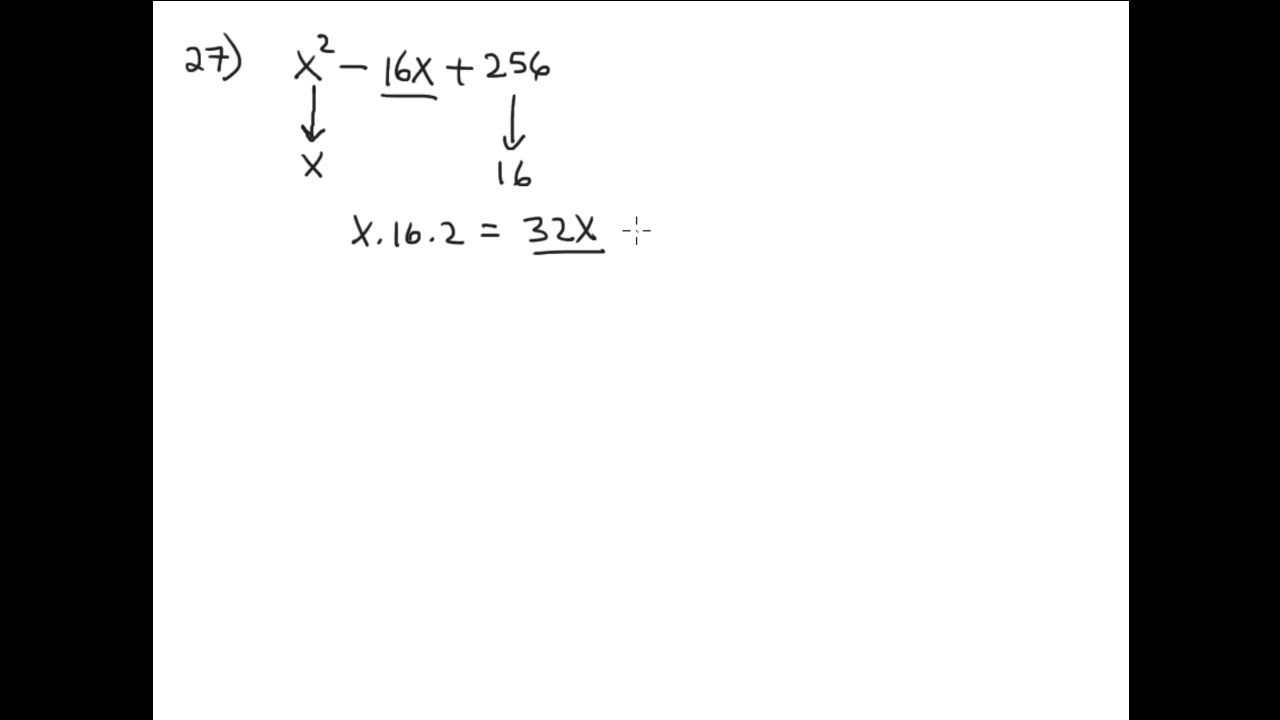 27) x² - 16x + 256
x 16
x.16.2 = 32x